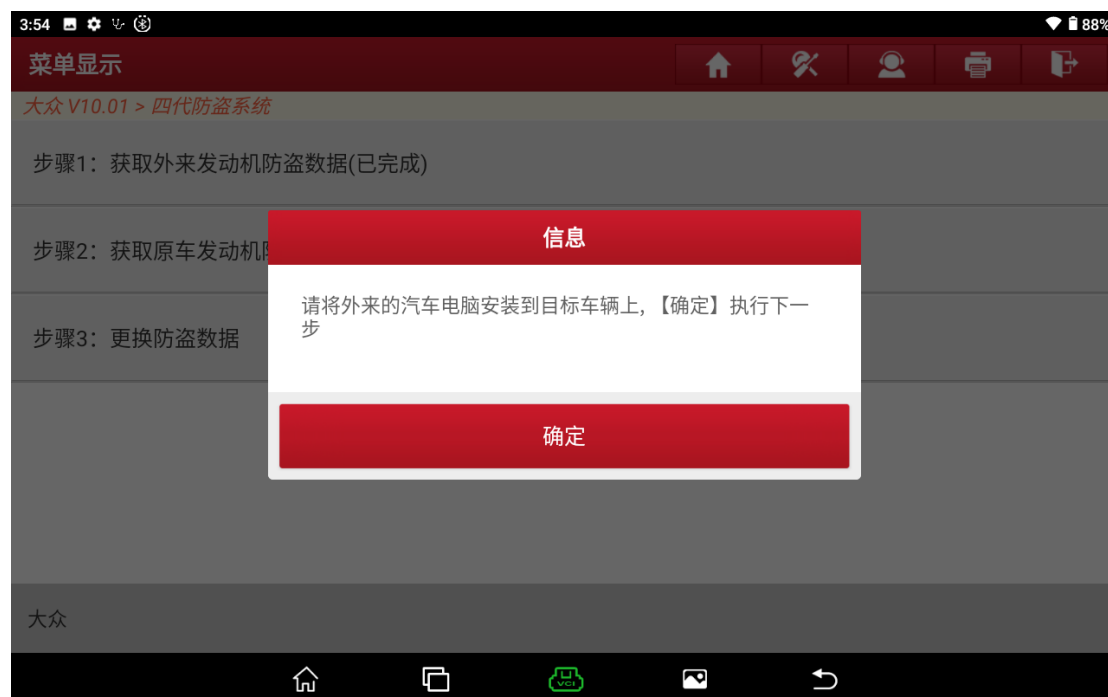 3:54
88%
菜单显示
大众 V10.01 > 四代防盗系统
步骤1：获取外来发动机防盗数据(已完成)
步骤2：获取原车发动机
步骤3：更换防盗数据
信息
请将外来的汽车电脑安装到目标车辆上,【确定】执行下一
步
确定
大众
VCI